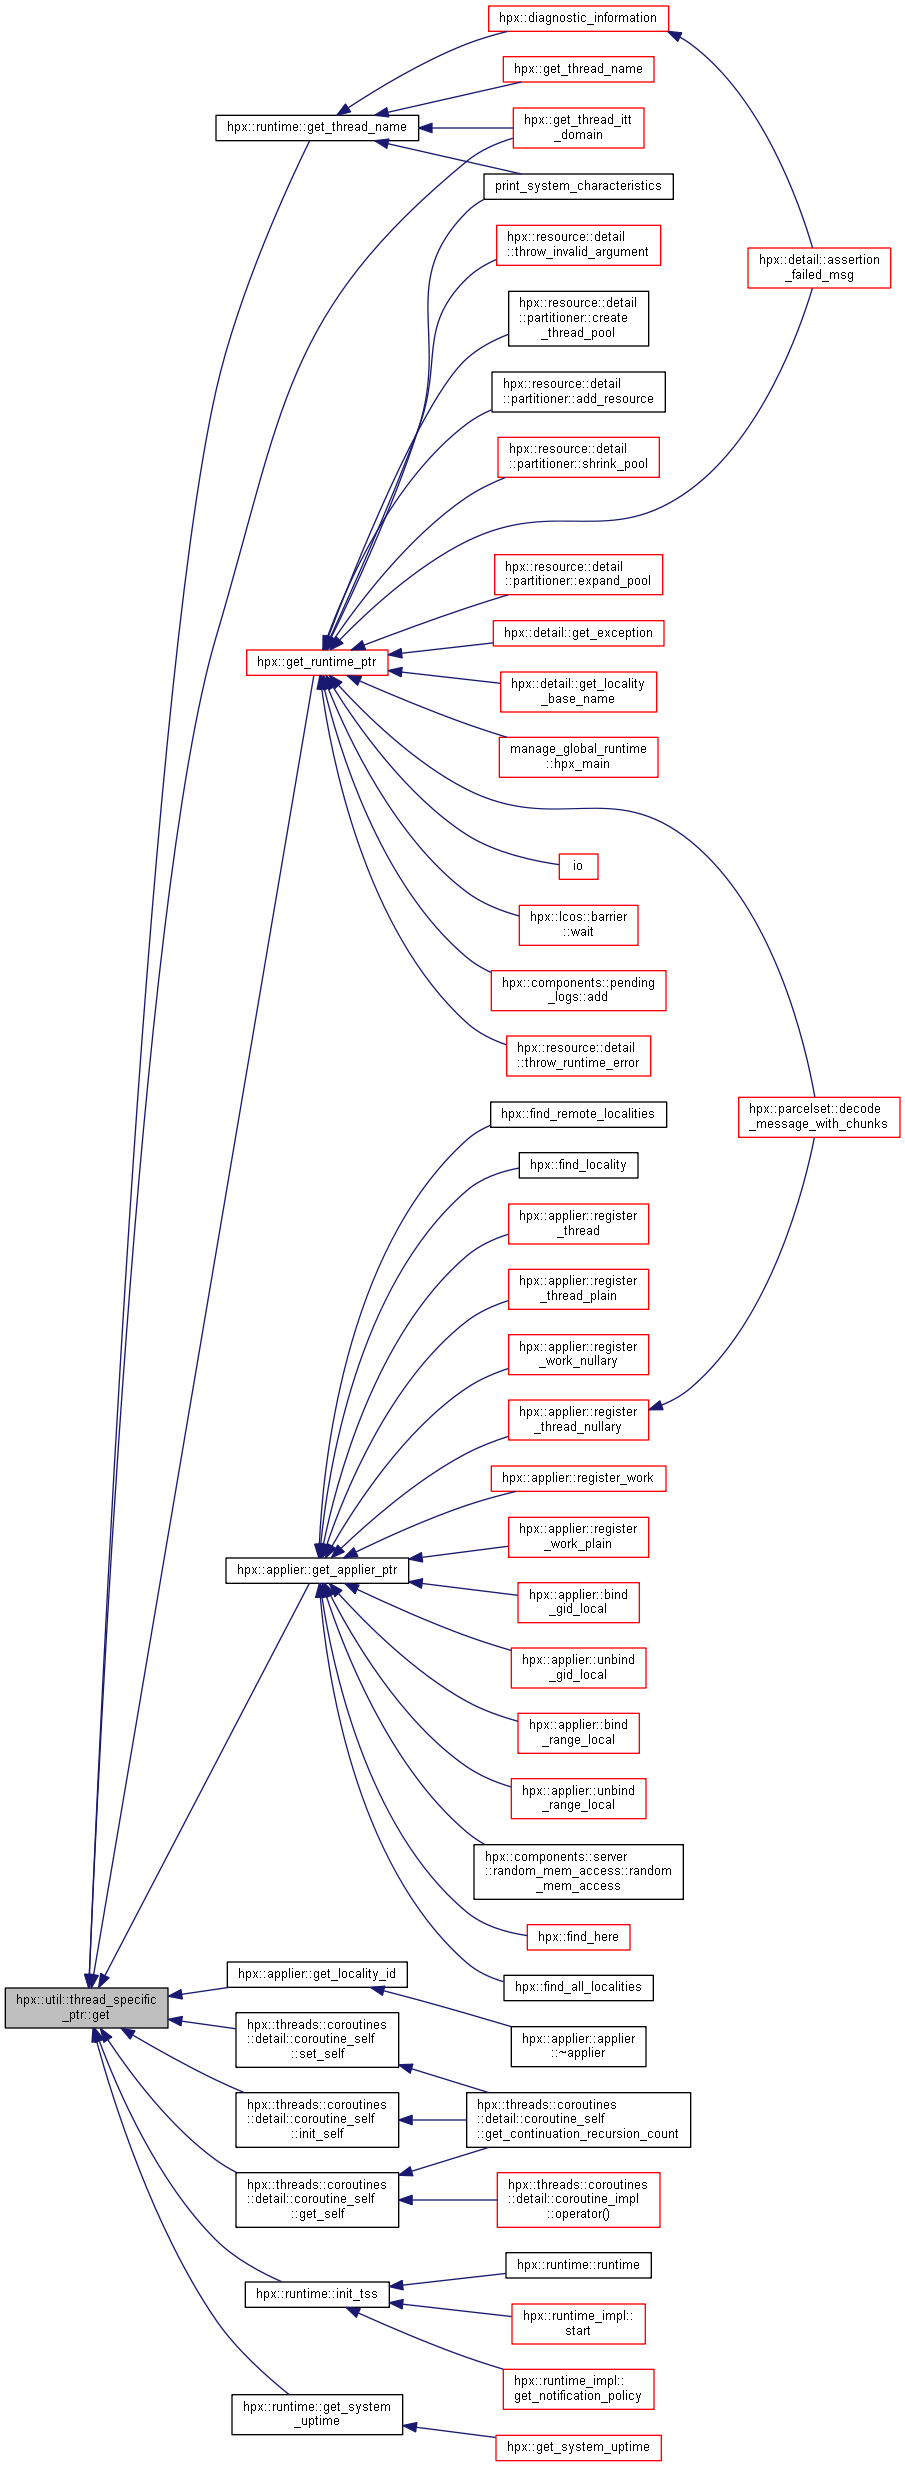 hpx::diagnostic_information
hpx::get_thread_name
hpx::runtime::get_thread_name
hpx::get_thread_itt
_domain
print_system_characteristics
hpx::resource::detail
::throw_invalid_argument
hpx::detail::assertion
_failed_msg
hpx::resource::detail
::partitioner::create
_thread_pool
hpx::resource::detail
::partitioner::add_resource
hpx::resource::detail
::partitioner::shrink_pool
hpx::resource::detail
::partitioner::expand_pool
hpx::detail::get_exception
hpx::get_runtime_ptr
hpx::detail::get_locality
_base_name
manage_global_runtime
::hpx_main
io
hpx::lcos::barrier
::wait
hpx::components::pending
_logs::add
hpx::resource::detail
::throw_runtime_error
hpx::find_remote_localities
hpx::parcelset::decode
_message_with_chunks
hpx::find_locality
hpx::applier::register
_thread
hpx::applier::register
_thread_plain
hpx::applier::register
_work_nullary
hpx::applier::register
_thread_nullary
hpx::applier::register_work
hpx::applier::register
_work_plain
hpx::applier::get_applier_ptr
hpx::applier::bind
_gid_local
hpx::applier::unbind
_gid_local
hpx::applier::bind
_range_local
hpx::applier::unbind
_range_local
hpx::components::server
::random_mem_access::random
_mem_access
hpx::find_here
hpx::applier::get_locality_id
hpx::find_all_localities
hpx::util::thread_specific
_ptr::get
hpx::threads::coroutines
::detail::coroutine_self
::set_self
hpx::applier::applier
::~applier
hpx::threads::coroutines
::detail::coroutine_self
::init_self
hpx::threads::coroutines
::detail::coroutine_self
::get_continuation_recursion_count
hpx::threads::coroutines
::detail::coroutine_self
::get_self
hpx::threads::coroutines
::detail::coroutine_impl
::operator()
hpx::runtime::runtime
hpx::runtime::init_tss
hpx::runtime_impl::
start
hpx::runtime_impl::
get_notification_policy
hpx::runtime::get_system
_uptime
hpx::get_system_uptime